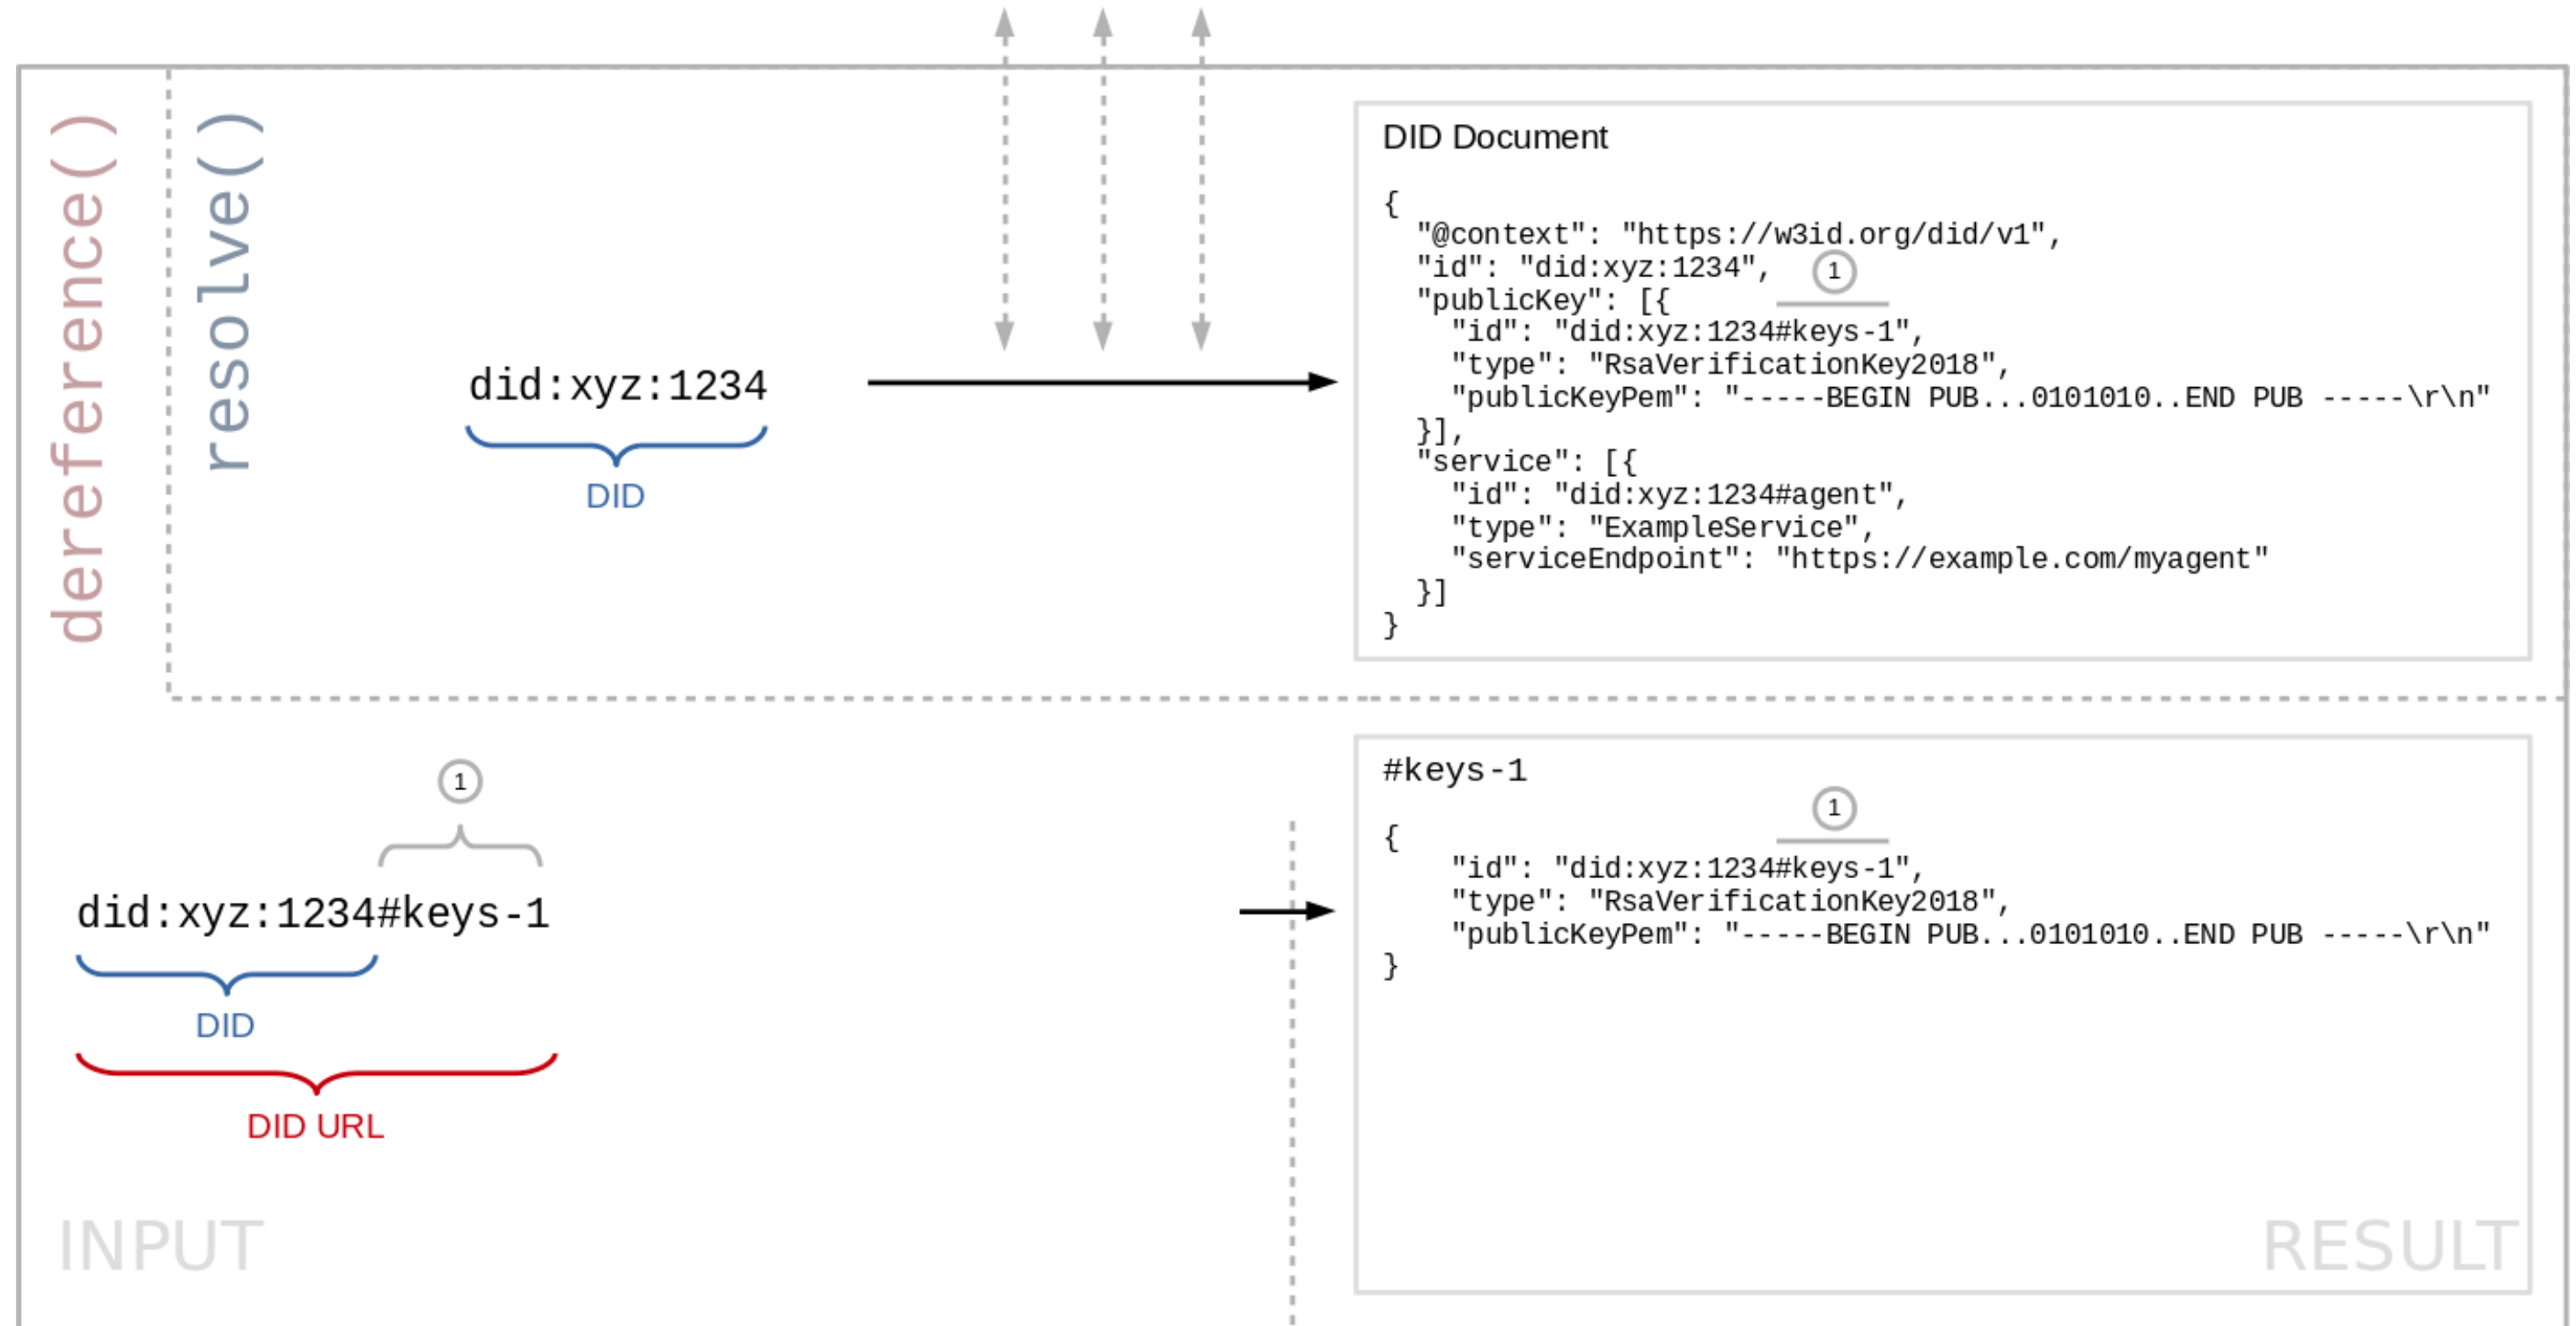 dereference()
resolve()
did:xyz:1234
DID
DID Document
{
"@context": "https://w3id.org/did/v1",
"id": "did:xyz:1234",
1
"publicKey": [{
"id": "did:xyz:1234#keys-1",
"type": "RsaVerificationKey2018",
"publicKeyPem": "-----BEGIN PUB...0101010..END PUB -----\r\n"
}],
"service": [{
"id": "did:xyz:1234#agent",
"type": "ExampleService",
"serviceEndpoint": "https://example.com/myagent"
}]
}
1
did:xyz:1234#keys-1
DID
DID URL
INPUT
#keys-1
1
{
"id": "did:xyz:1234#keys-1",
"type": "RsaVerificationKey2018",
"publicKeyPem": "-----BEGIN PUB...0101010..END PUB -----\r\n"
}
RESULT